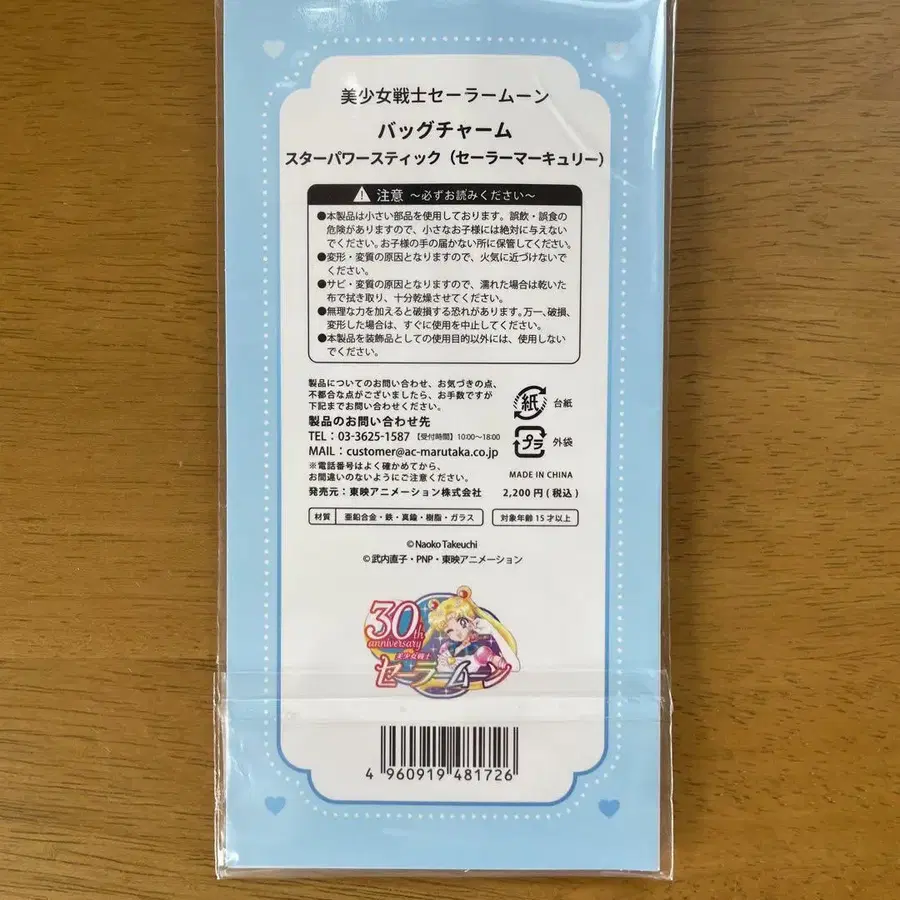 美少女戦士セーラームーン
バッグチャーム
スターパワースティック（セーラーマーキュリー）
注意 ～必ずお読みください～
●本製品は小さい部品を使用しております。誤飲・誤食の
危険がありますので、小さなお子様には絶対に与えない
でください。お子様の手の届かない所に保管してください。
●変形・変質の原因となりますので、火気に近づけないで
ください。
●サビ・変質の原因となりますので、濡れた場合は乾いた
布で拭き取り、十分乾燥させてください。
●無理な力を加えると破損する恐れがあります。万一、破損、
変形した場合は、すぐに使用を中止してください。
●本製品を装飾品としての使用目的以外には、使用しない
でください。
製品についてのお問い合わせ、お気づきの点、
不都合な点がございましたら、お手数ですが
下記までお問い合わせください。
製品のお問い合わせ先
TEL：03-3625-1587 【受付時間】10:00～18:00
MAIL：customer@ac-marutaka.co.jp
※電話番号はよく確かめてから、
お間違いのないようにご注意ください。
発売元：東映アニメーション株式会社
紙 台紙
プラ 外袋
MADE IN CHINA
2,200円（税込）
材質 亜鉛合金・鉄・真鍮・樹脂・ガラス
対象年齢15才以上
©Naoko Takeuchi
©武内直子・PNP・東映アニメーション
30th
anniversary
美少女戦士
セーラームーン
4 960919 481726